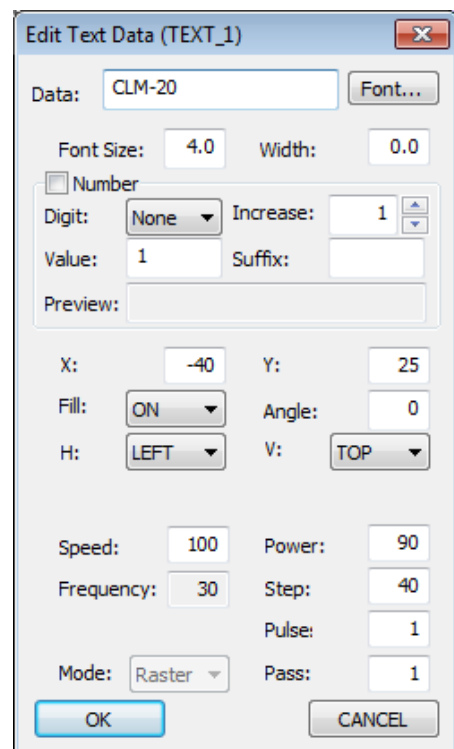 Edit Text Data (TEXT_1)
Data: CLM-20 Font...
Font Size: 4.0 Width: 0.0
Number
Digit: None Increase: 1
Value: 1 Suffix:
Preview:
X: -40 Y: 25
Fill: ON Angle: 0
H: LEFT V: TOP
Speed: 100 Power: 90
Frequency: 30 Step: 40
Pulse: 1
Mode: Raster Pass: 1
OK CANCEL